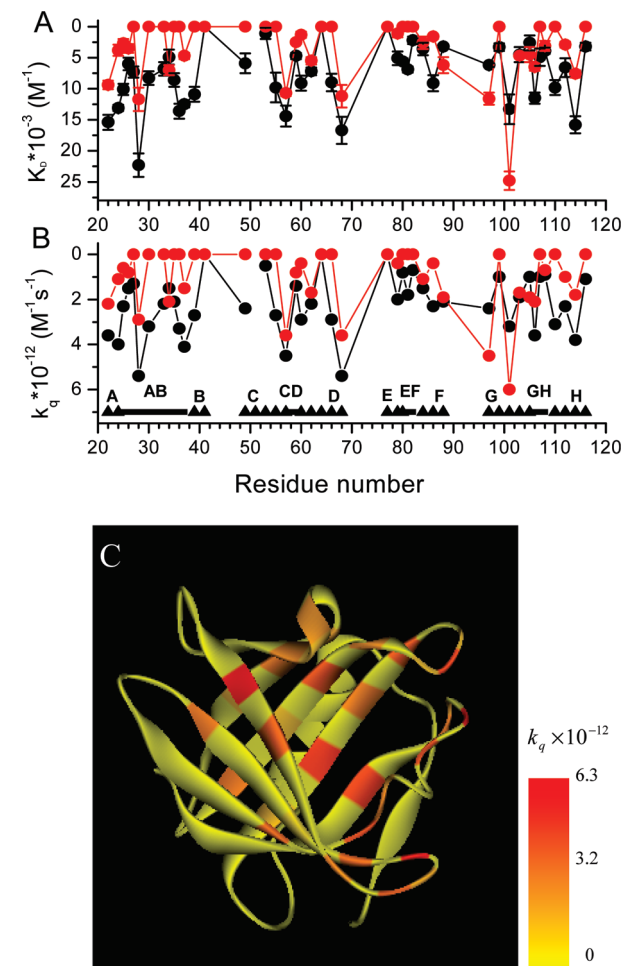 A
K_D*10⁻³ (M⁻¹)
0
5
10
15
20
25
20 30 40 50 60 70 80 90 100 110 120
B
k_q*10⁻¹² (M⁻¹s⁻¹)
0
2
4
6
A AB B C CD D E EF F G GH H
20 30 40 50 60 70 80 90 100 110 120
Residue number
C
k_q ×10⁻¹²
6.3
3.2
0